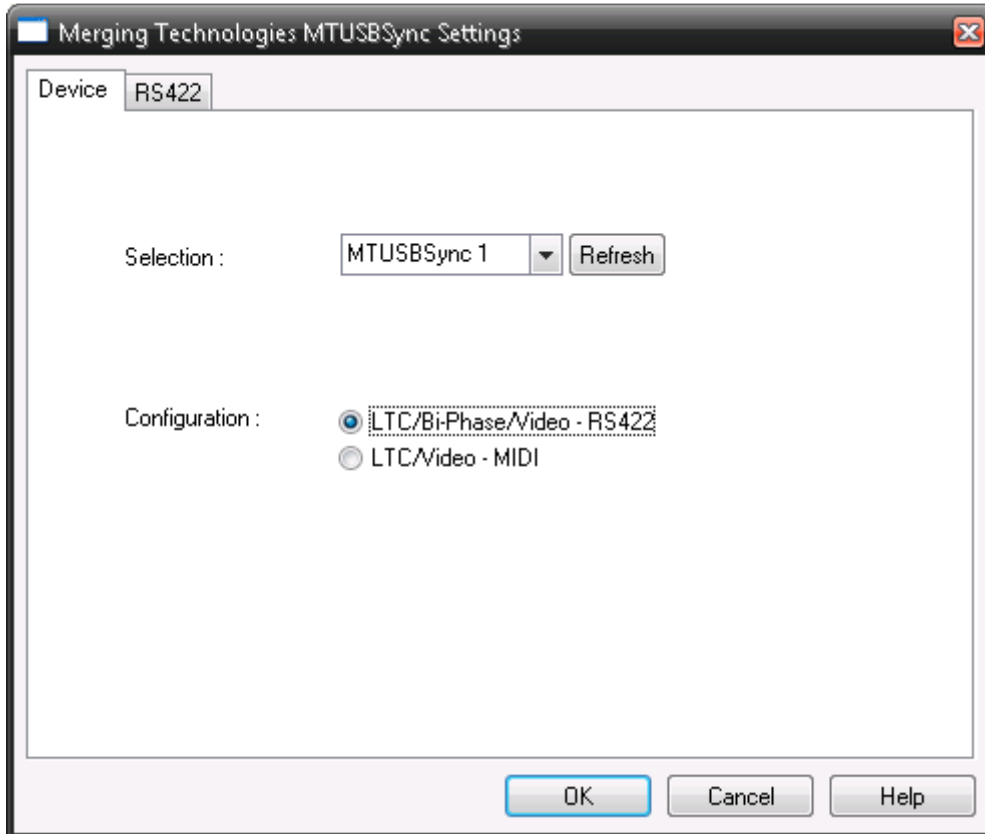 Merging Technologies MTUSBSync Settings
Device RS422
Selection : MTUSBSync 1 Refresh
Configuration : LTC/Bi-Phase/Video - RS422
LTC/Video - MIDI
OK Cancel Help